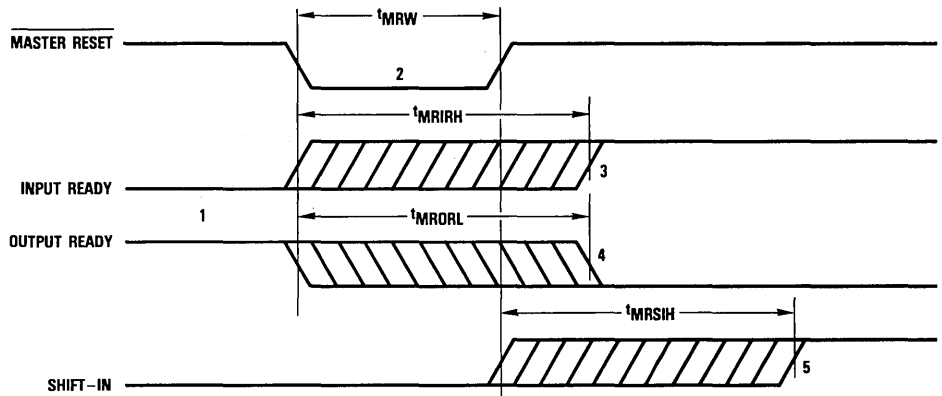 tMRW
MASTER RESET
2
tMRIRH
3
INPUT READY
1
tMRORL
OUTPUT READY
4
tMRSIH
5
SHIFT-IN